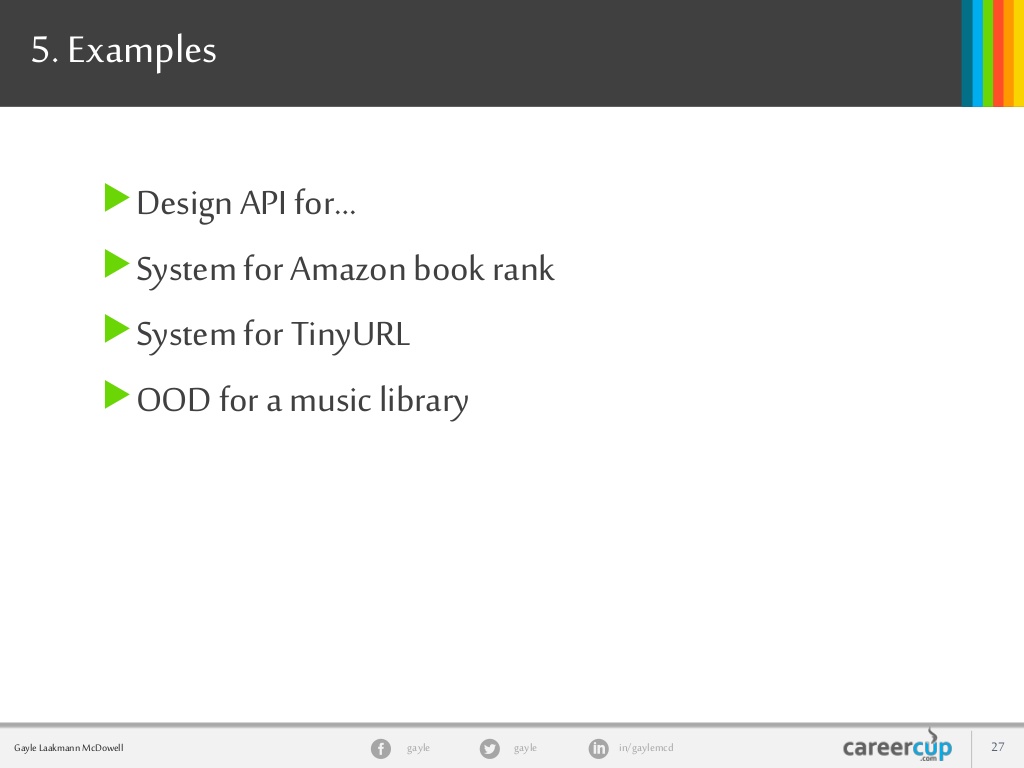 5. Examples
Design API for...
System for Amazon book rank
System for TinyURL
OOD for a music library
Gayle Laakmann McDowell
gayle
gayle
in/gaylemcd
careercup
.com
27